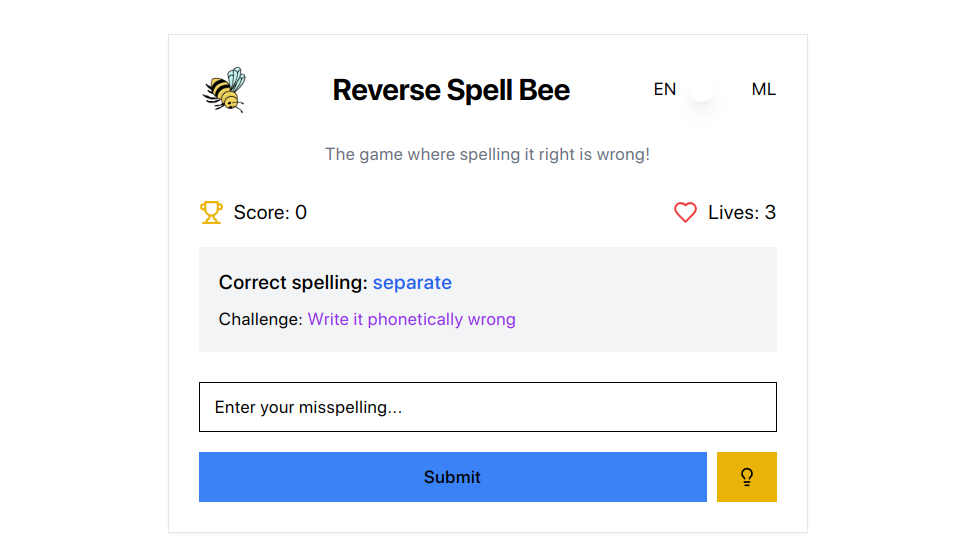 Reverse Spell Bee
EN ML
The game where spelling it right is wrong!
Score: 0
Lives: 3
Correct spelling: separate
Challenge: Write it phonetically wrong
Enter your misspelling...
Submit